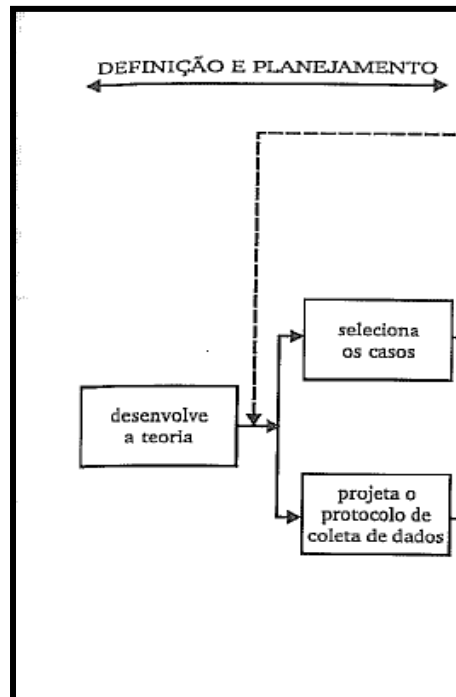 DEFINIÇÃO E PLANEJAMENTO
seleciona
os casos
desenvolve
a teoria
projeta o
protocolo de
coleta de dados